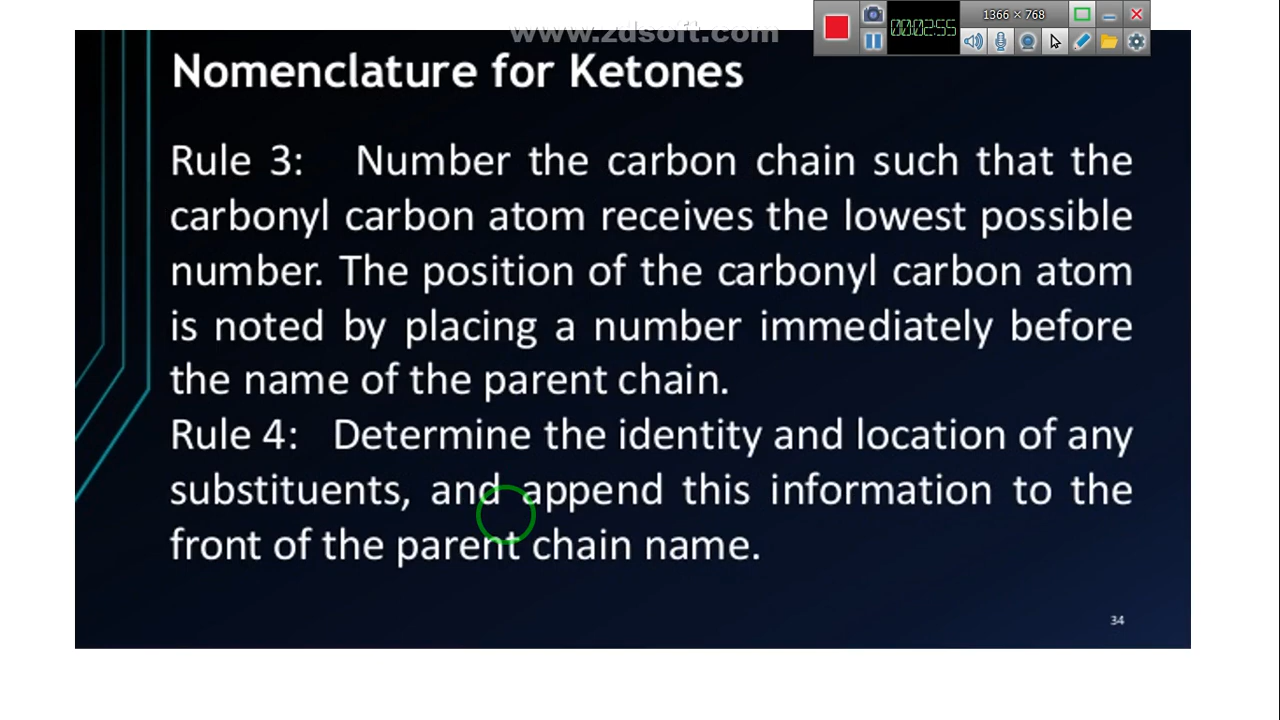 www.zdsoft.com
1366 × 768
00:02:55
Nomenclature for Ketones
Rule 3: Number the carbon chain such that the
carbonyl carbon atom receives the lowest possible
number. The position of the carbonyl carbon atom
is noted by placing a number immediately before
the name of the parent chain.
Rule 4: Determine the identity and location of any
substituents, and append this information to the
front of the parent chain name.
34